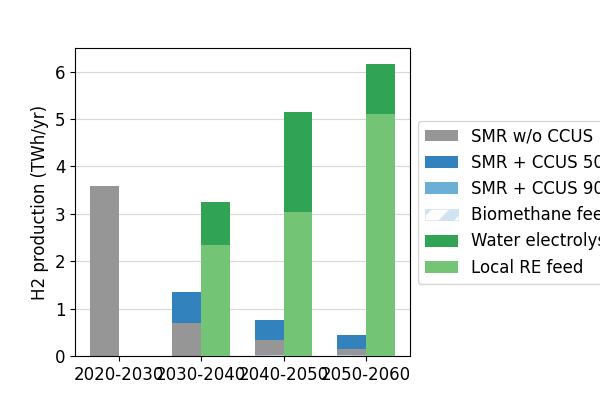 H2 production (TWh/yr)
6
5
4
3
2
1
0
2020-2030
2030-2040
2040-2050
2050-2060
SMR w/o CCUS
SMR + CCUS 50
SMR + CCUS 90
Biomethane fee
Water electrolys
Local RE feed